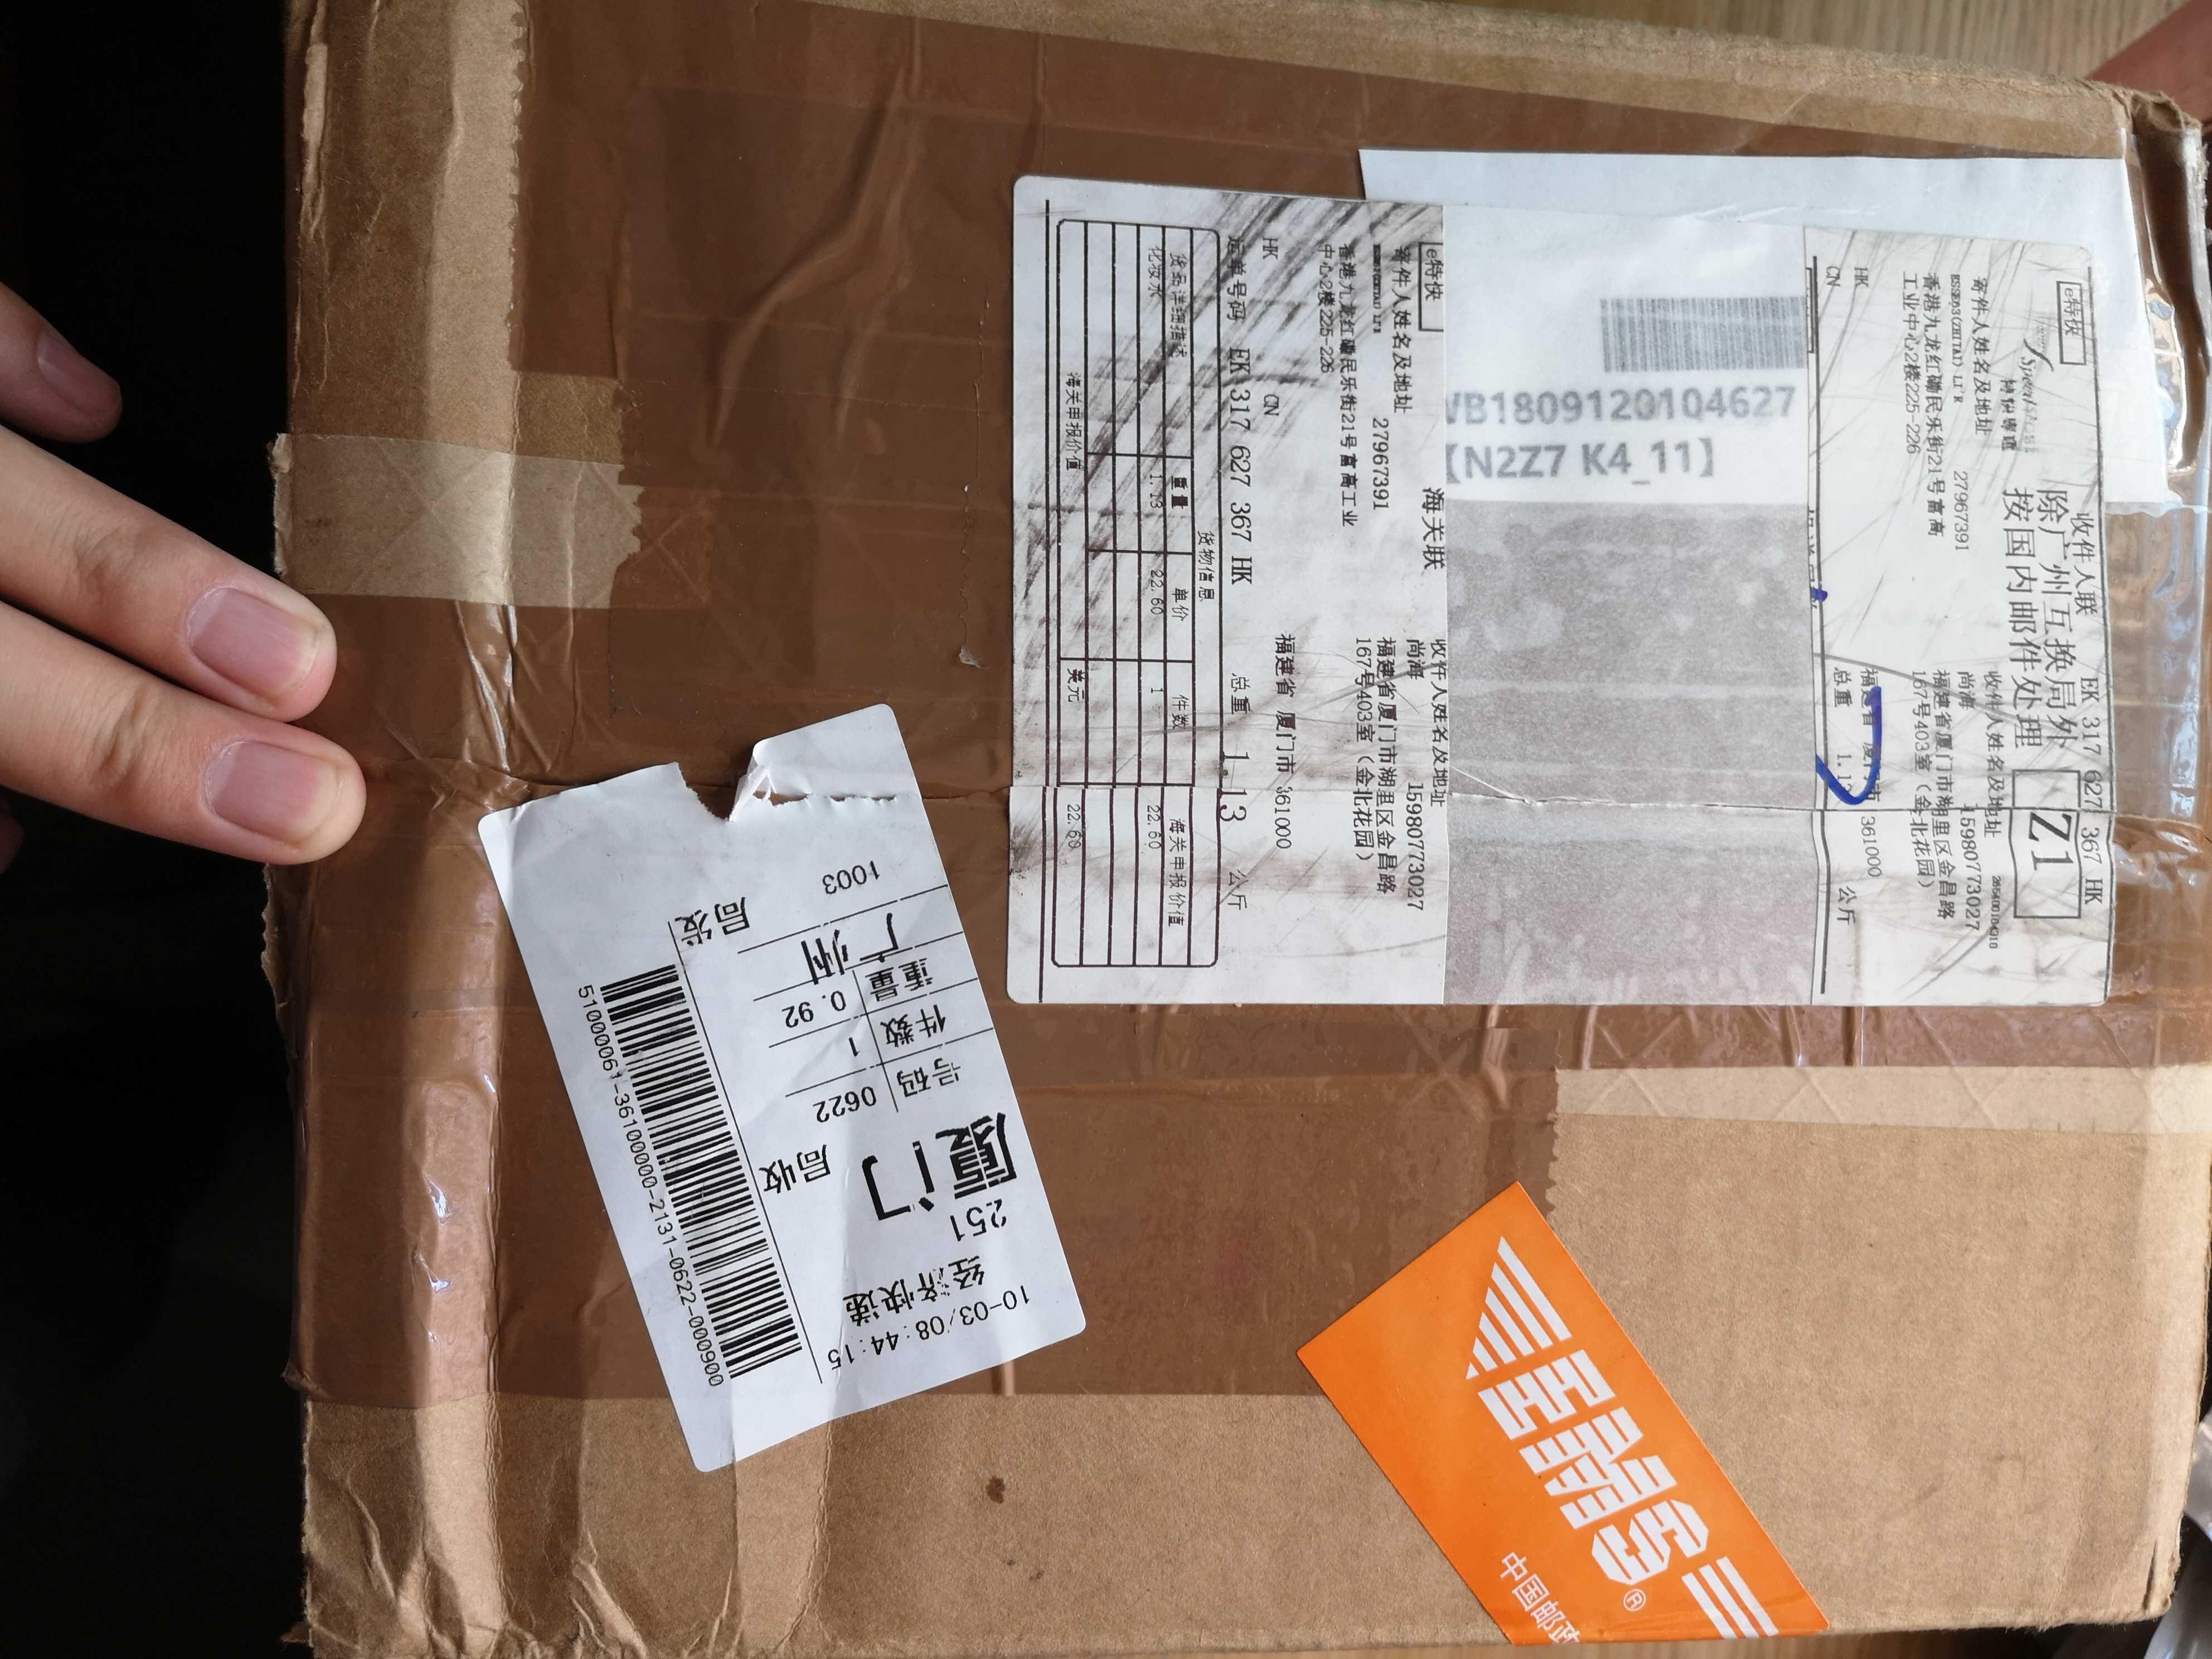 收件人联 EK 317 627 367 HK
除广州互换局外
按国内邮件处理
Z1
e特快
寄件人姓名及地址 27967391
香港九龙红磡民乐街21号富高
工业中心2楼225-226
收件人姓名及地址 15980773027
尚海
福建省厦门市湖里区金昌路
167号403室（金北花园）
HK
CN
福建省 厦门市 361000
总重 1.13 公斤
VB1809120104627
【N2Z7 K4_11】
e特快
海关联
寄件人姓名及地址 27967391
香港九龙红磡民乐街21号富高工业
中心2楼225-226
收件人姓名及地址 15980773027
尚海
福建省厦门市湖里区金昌路
167号403室（金北花园）
HK CN 福建省 厦门市 361000
运单号码 EK 317 627 367 HK 总重 1.13 公斤
货物信息
货品详细描述 重量 单价 件数 海关申报价值
化妆水 1.13 22.60 1 22.60
海关申报价值 美元 22.60
10-03/08:44:15
经济快递
251
厦门 局收
号码 0622
件数 1
重量 0.92
广州 局发
1003
51000061-36100000-2131-0622-000900
EMS®
中国邮政